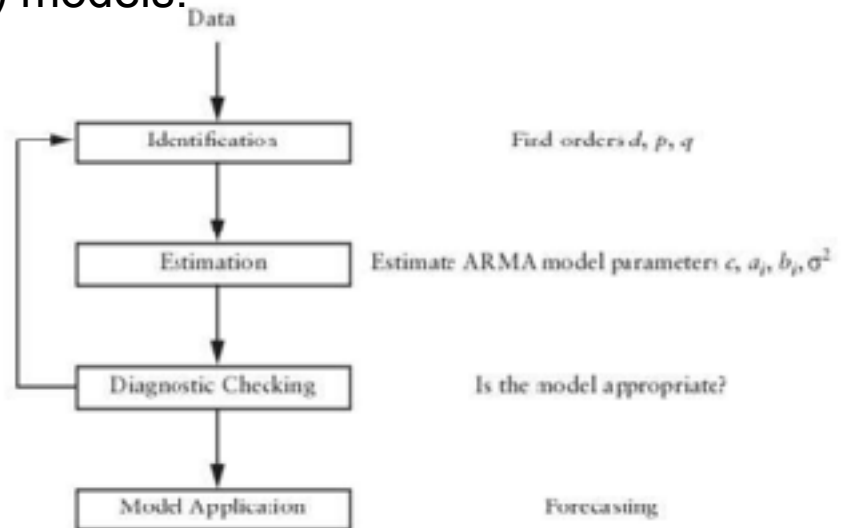 ) models.
Data
Identification
Find orders d, p, q
Estimation
Estimate ARMA model parameters c, aᵢ, bⱼ, σ²
Diagnostic Checking
Is the model appropriate?
Model Application
Forecasting